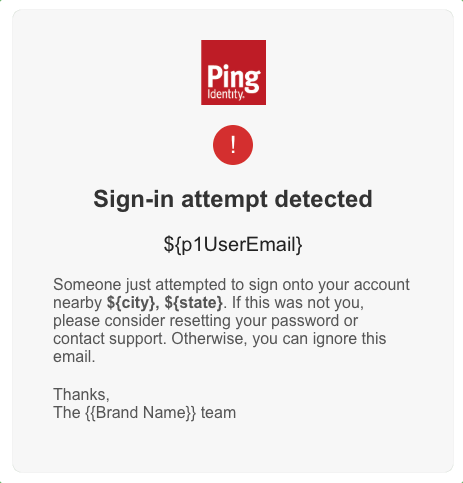 Ping
Identity.
!
Sign-in attempt detected
${p1UserEmail}
Someone just attempted to sign onto your account
nearby ${city}, ${state}. If this was not you,
please consider resetting your password or
contact support. Otherwise, you can ignore this
email.
Thanks,
The {{Brand Name}} team